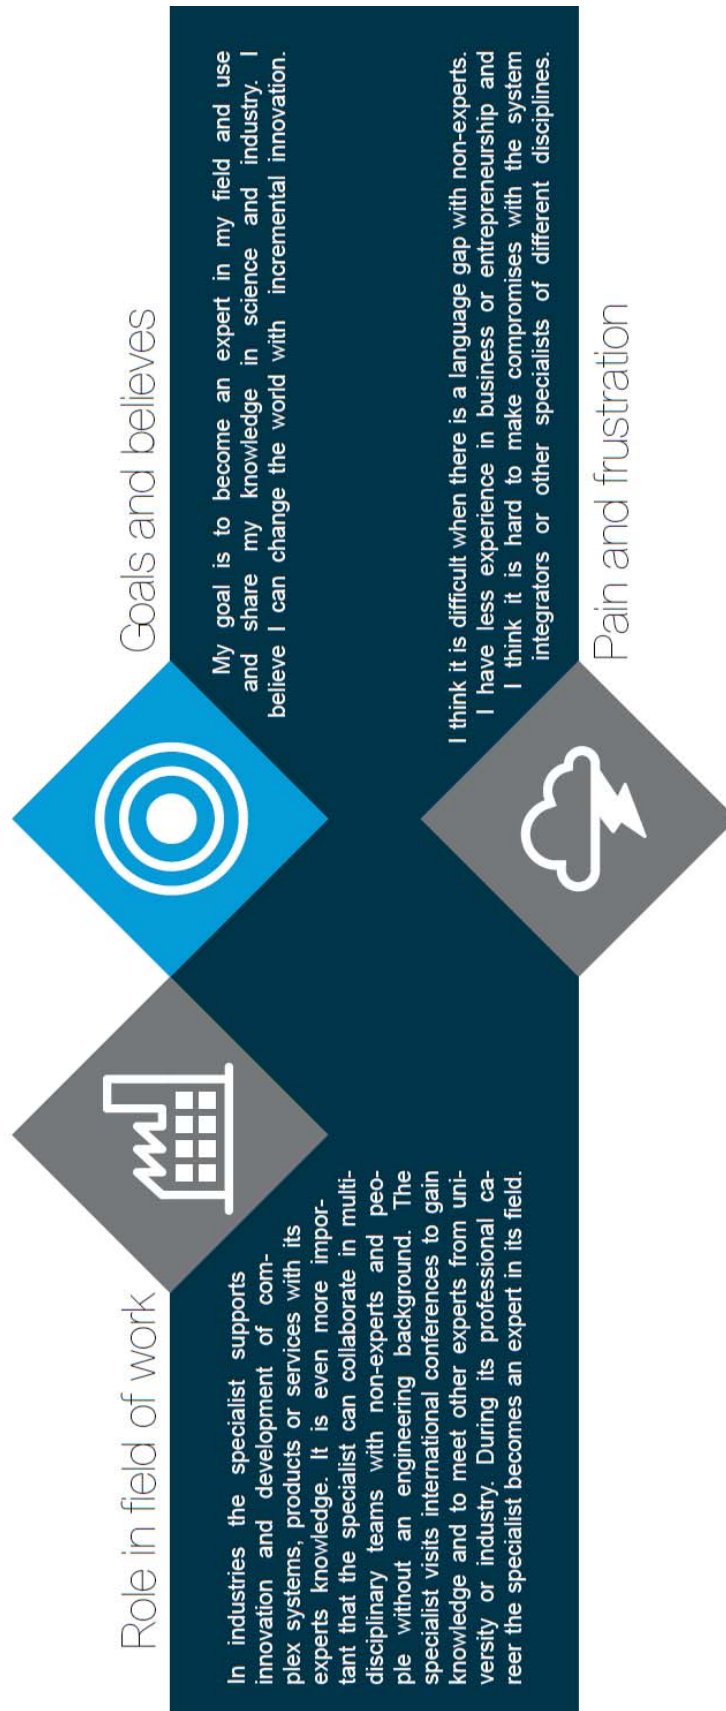 Role in field of work
In industries the specialist supports
innovation and development of com-
plex systems, products or services with its
experts knowledge. It is even more impor-
tant that the specialist can collaborate in multi-
disciplinary teams with non-experts and peo-
ple without an engineering background. The
specialist visits international conferences to gain
knowledge and to meet other experts from uni-
versity or industry. During its professional ca-
reer the specialist becomes an expert in its field.
Goals and believes
My goal is to become an expert in my field and use
and share my knowledge in science and industry. I
believe I can change the world with incremental innovation.
I think it is difficult when there is a language gap with non-experts.
I have less experience in business or entrepreneurship and
I think it is hard to make compromises with the system
integrators or other specialists of different disciplines.
Pain and frustration